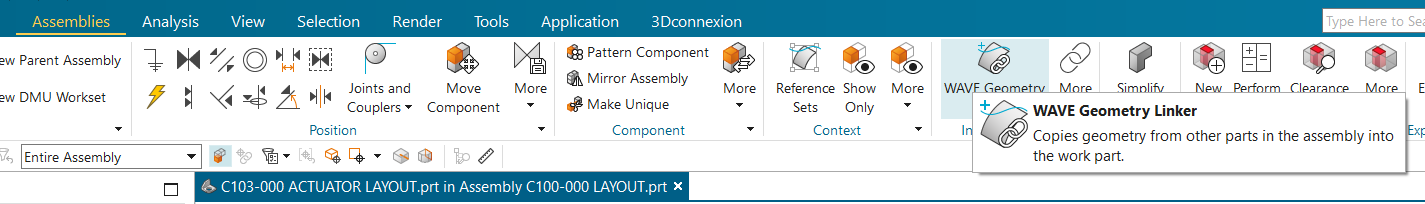 Assemblies Analysis View Selection Render Tools Application 3Dconnexion
Type Here to Sea
ew Parent Assembly
ew DMU Workset
Joints and Couplers
Move Component
More
Position
Pattern Component
Mirror Assembly
Make Unique
More
Component
Reference Sets
Show Only
More
Context
WAVE Geometry
More
Simplify
New
Perform
Clearance
More
E
In
Exp
WAVE Geometry Linker
Copies geometry from other parts in the assembly into
the work part.
Entire Assembly
C103-000 ACTUATOR LAYOUT.prt in Assembly C100-000 LAYOUT.prt